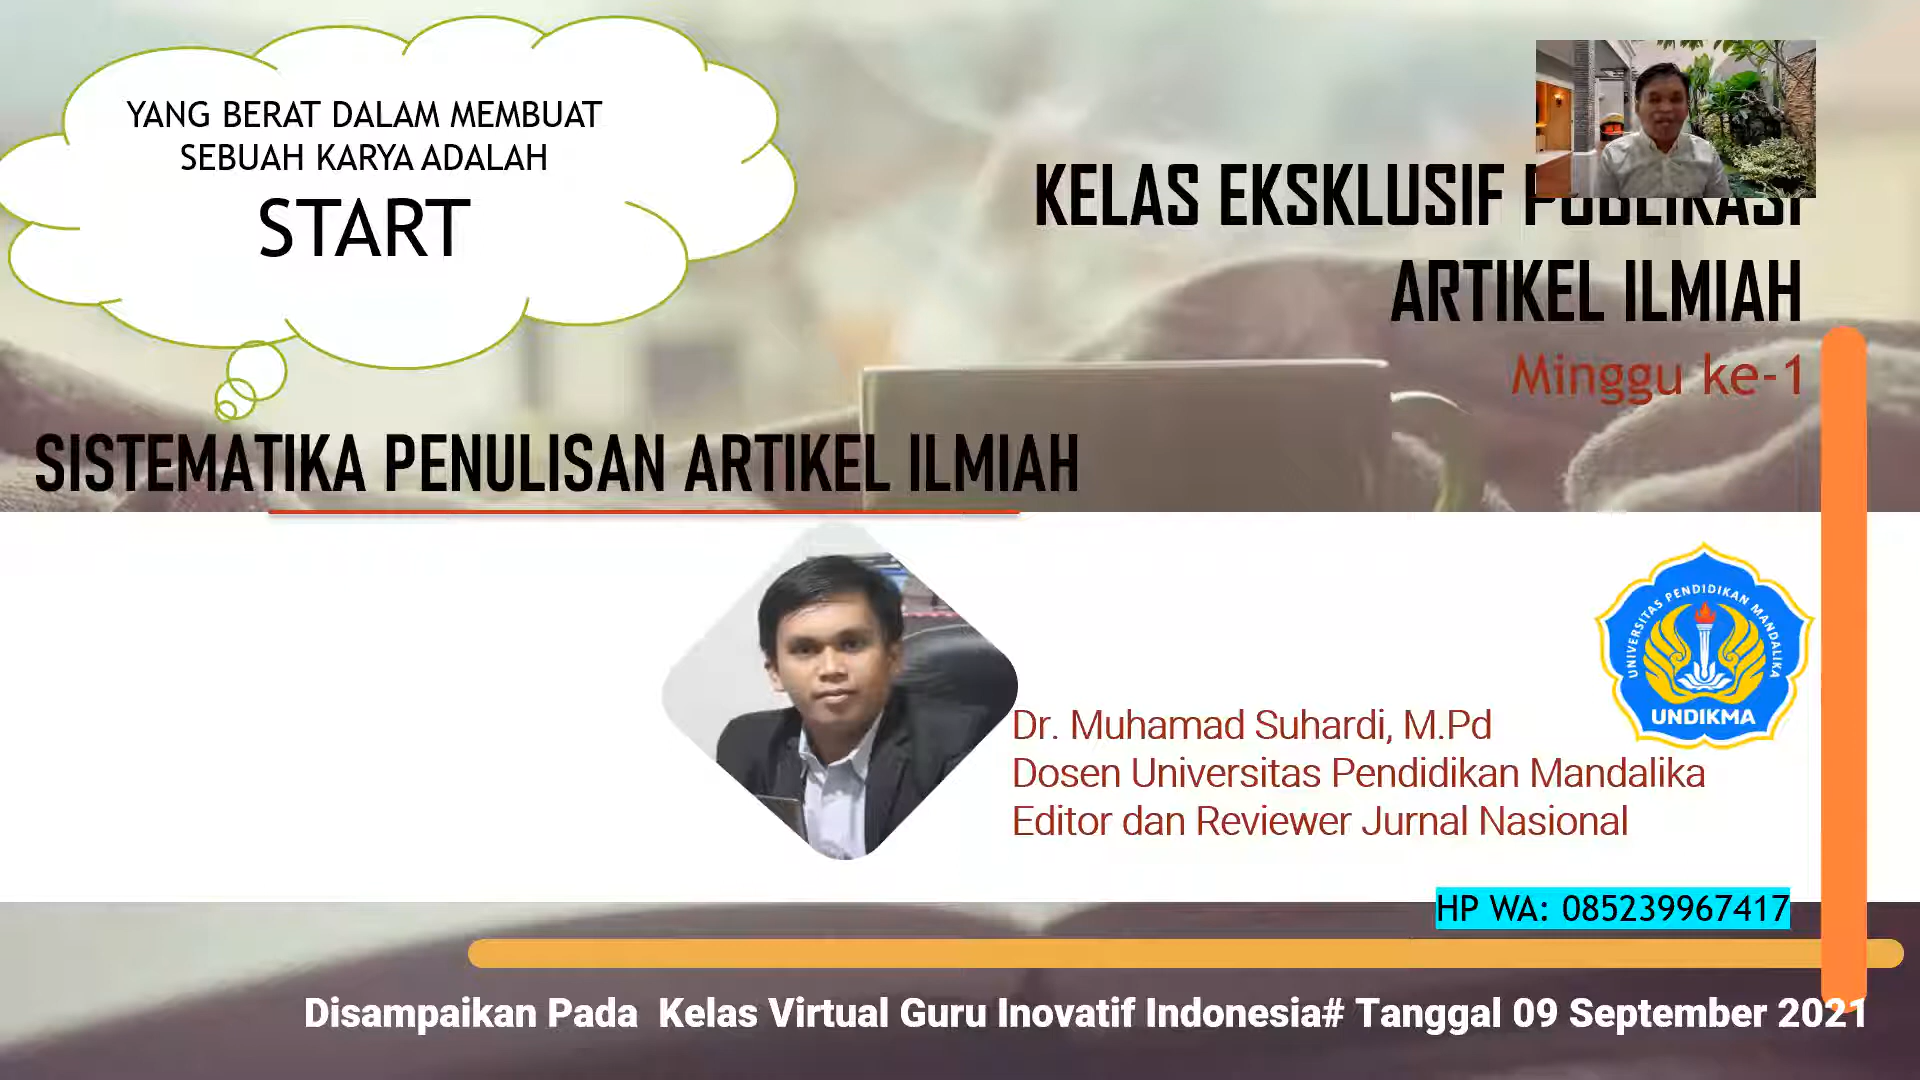 YANG BERAT DALAM MEMBUAT
SEBUAH KARYA ADALAH
START
KELAS EKSKLUSIF PUBLIKASI
ARTIKEL ILMIAH
Minggu ke-1
SISTEMATIKA PENULISAN ARTIKEL ILMIAH
UNIVERSITAS PENDIDIKAN MANDALIKA
UNDIKMA
Dr. Muhamad Suhardi, M.Pd
Dosen Universitas Pendidikan Mandalika
Editor dan Reviewer Jurnal Nasional
HP WA: 085239967417
Disampaikan Pada Kelas Virtual Guru Inovatif Indonesia# Tanggal 09 September 2021